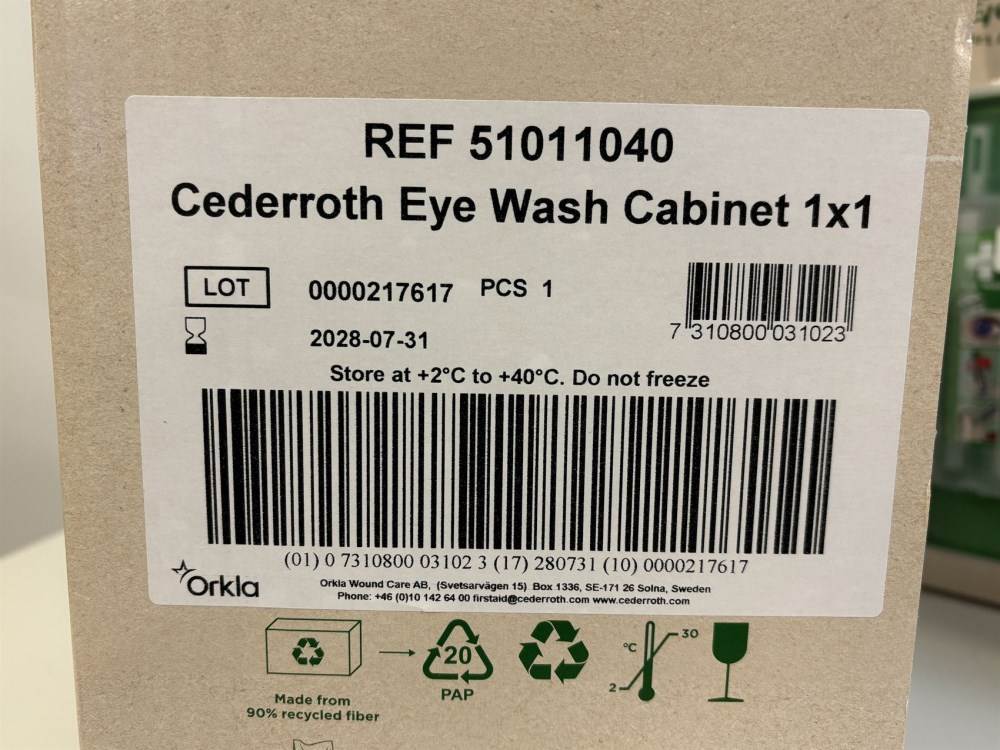 REF 51011040
Cederroth Eye Wash Cabinet 1x1
LOT 0000217617 PCS 1
7 310800 031023
2028-07-31
Store at +2°C to +40°C. Do not freeze
(01) 0 7310800 03102 3 (17) 280731 (10) 0000217617
Orkla
Orkla Wound Care AB, (Svetsarvägen 15) Box 1336, SE-171 26 Solna, Sweden
Phone: +46 (0)10 142 64 00 firstaid@cederroth.com www.cederroth.com
20
PAP
°C
30
2
Made from
90% recycled fiber